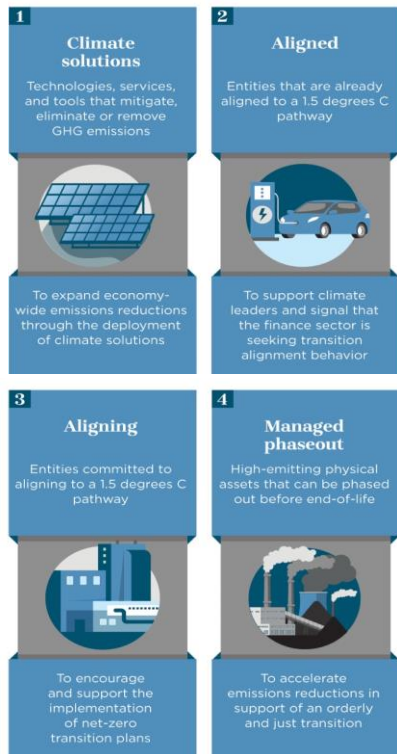 1
Climate
solutions
Technologies, services,
and tools that mitigate,
eliminate or remove
GHG emissions
To expand economy-
wide emissions reductions
through the deployment
of climate solutions
2
Aligned
Entities that are already
aligned to a 1.5 degrees C
pathway
To support climate
leaders and signal that
the finance sector is
seeking transition
alignment behavior
3
Aligning
Entities committed to
aligning to a 1.5 degrees C
pathway
To encourage
and support the
implementation
of net-zero
transition plans
4
Managed
phaseout
High-emitting physical
assets that can be phased
out before end-of-life
To accelerate
emissions reductions in
support of an orderly
and just transition